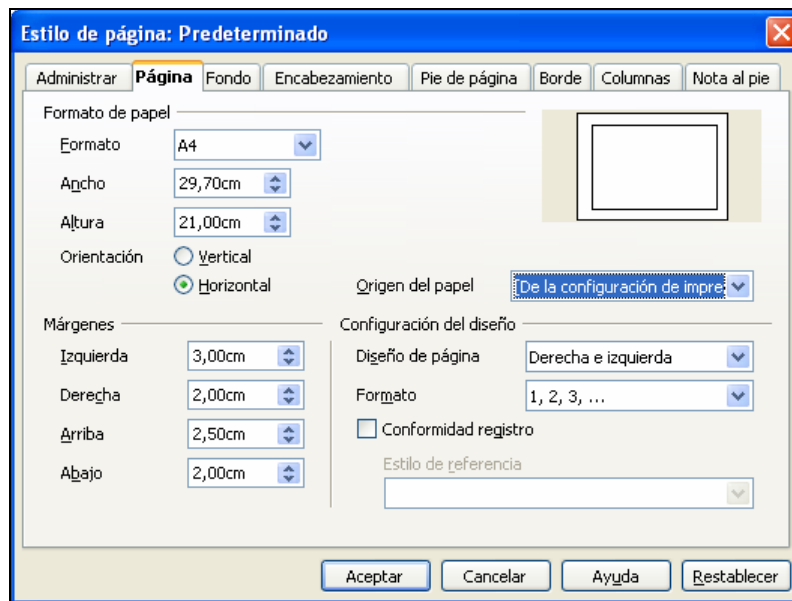 Estilo de página: Predeterminado
Administrar Página Fondo Encabezamiento Pie de página Borde Columnas Nota al pie
Formato de papel
Formato A4
Ancho 29,70cm
Altura 21,00cm
Orientación Vertical
Horizontal Origen del papel [De la configuración de impre
Márgenes Configuración del diseño
Izquierda 3,00cm Diseño de página Derecha e izquierda
Derecha 2,00cm Formato 1, 2, 3, ...
Arriba 2,50cm Conformidad registro
Abajo 2,00cm Estilo de referencia
Aceptar Cancelar Ayuda Restablecer